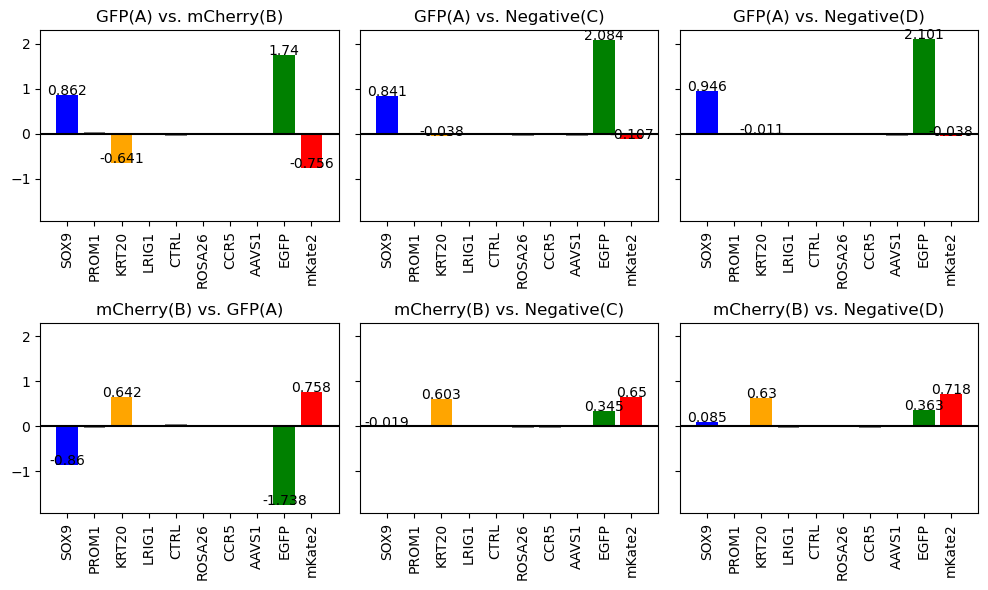 GFP(A) vs. mCherry(B)
GFP(A) vs. Negative(C)
GFP(A) vs. Negative(D)
2
1
0
−1
0.862
-0.641
1.74
-0.756
0.841
-0.038
2.084
-0.107
0.946
-0.011
2.101
-0.038
SOX9
PROM1
KRT20
LRIG1
CTRL
ROSA26
CCR5
AAVS1
EGFP
mKate2
SOX9
PROM1
KRT20
LRIG1
CTRL
ROSA26
CCR5
AAVS1
EGFP
mKate2
SOX9
PROM1
KRT20
LRIG1
CTRL
ROSA26
CCR5
AAVS1
EGFP
mKate2
mCherry(B) vs. GFP(A)
mCherry(B) vs. Negative(C)
mCherry(B) vs. Negative(D)
2
1
0
−1
-0.86
0.642
-1.738
0.758
-0.019
0.603
0.345
0.65
0.085
0.63
0.363
0.718
SOX9
PROM1
KRT20
LRIG1
CTRL
ROSA26
CCR5
AAVS1
EGFP
mKate2
SOX9
PROM1
KRT20
LRIG1
CTRL
ROSA26
CCR5
AAVS1
EGFP
mKate2
SOX9
PROM1
KRT20
LRIG1
CTRL
ROSA26
CCR5
AAVS1
EGFP
mKate2